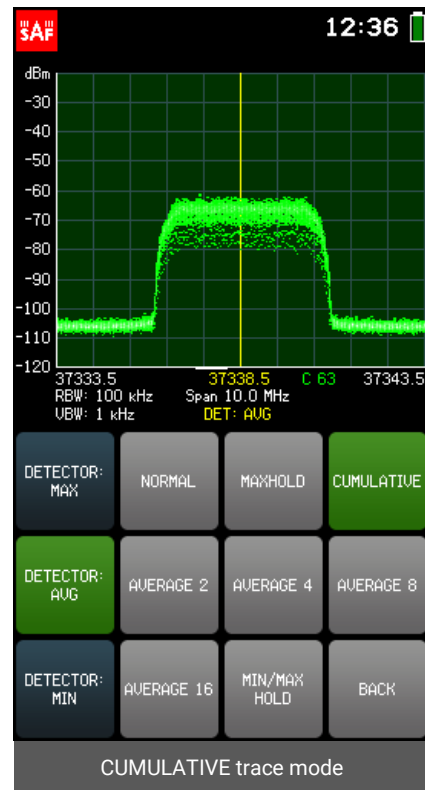 SAF
12:36
dBm
-30
-40
-50
-60
-70
-80
-90
-100
-110
-120
37333.5 37338.5 C 63 37343.5
RBW: 100 kHz Span 10.0 MHz
VBW: 1 kHz DET: AVG
DETECTOR: MAX
NORMAL
MAXHOLD
CUMULATIVE
DETECTOR: AVG
AVERAGE 2
AVERAGE 4
AVERAGE 8
DETECTOR: MIN
AVERAGE 16
MIN/MAX HOLD
BACK
CUMULATIVE trace mode